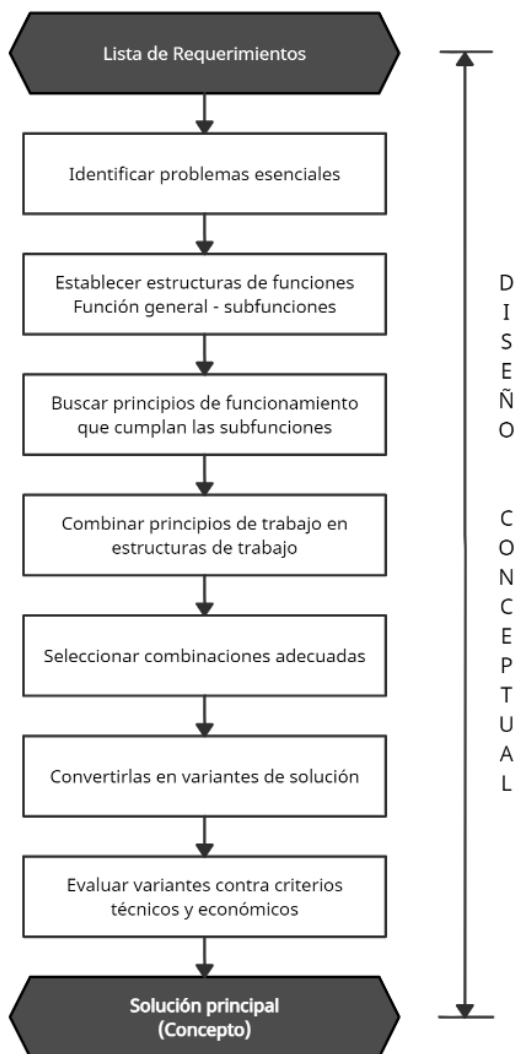 Lista de Requerimientos
Identificar problemas esenciales
Establecer estructuras de funciones
Función general - subfunciones
Buscar principios de funcionamiento
que cumplan las subfunciones
Combinar principios de trabajo en
estructuras de trabajo
Seleccionar combinaciones adecuadas
Convertirlas en variantes de solución
Evaluar variantes contra criterios
técnicos y económicos
Solución principal
(Concepto)
DISEÑO CONCEPTUAL